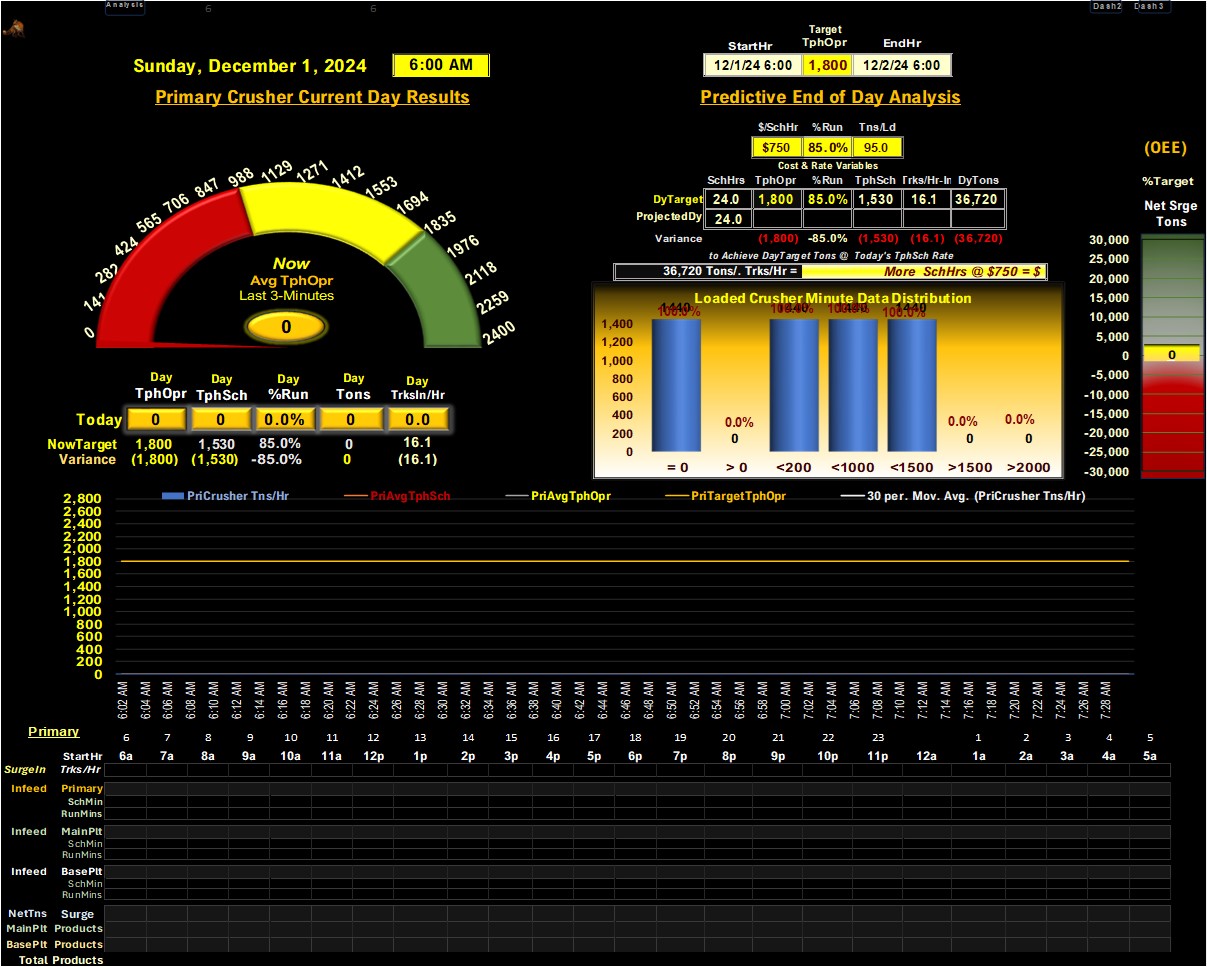 Analysis 6 6 Dash2 Dash3
Target
StartHr TphOpr EndHr
Sunday, December 1, 2024 6:00 AM 12/1/24 6:00 1,800 12/2/24 6:00
Primary Crusher Current Day Results
Predictive End of Day Analysis
$/SchHr %Run Tns/Ld
$750 85.0% 95.0
Cost & Rate Variables
SchHrs TphOpr %Run TphSch Trks/Hr-In DyTons
DyTarget 24.0 1,800 85.0% 1,530 16.1 36,720
ProjectedDy 24.0
Variance (1,800) -85.0% (1,530) (16.1) (36,720)
to Achieve DayTarget Tons @ Today's TphSch Rate
36,720 Tons/. Trks/Hr = More SchHrs @ $750 = $
(OEE)
%Target
Net Srge
Tons
30,000
25,000
20,000
15,000
10,000
5,000
0 0
-5,000
-10,000
-15,000
-20,000
-25,000
-30,000
0 141 282 424 565 706 847 988 1129 1271 1412 1553 1694 1835 1976 2118 2259 2400
Now
Avg TphOpr
Last 3-Minutes
0
Day Day Day Day Day
TphOpr TphSch %Run Tons TrksIn/Hr
Today 0 0 0.0% 0 0.0
NowTarget 1,800 1,530 85.0% 0 16.1
Variance (1,800) (1,530) -85.0% 0 (16.1)
Loaded Crusher Minute Data Distribution
1440 1440 1440 1440
100.0% 100.0% 100.0% 100.0%
1,400
1,200
1,000
800
600
400
200
0
0.0% 0.0% 0.0%
0 0 0
= 0 > 0 <200 <1000 <1500 >1500 >2000
PriCrusher Tns/Hr PriAvgTphSch PriAvgTphOpr PriTargetTphOpr 30 per. Mov. Avg. (PriCrusher Tns/Hr)
2,800
2,600
2,400
2,200
2,000
1,800
1,600
1,400
1,200
1,000
800
600
400
200
0
6:02 AM 6:04 AM 6:06 AM 6:08 AM 6:10 AM 6:12 AM 6:14 AM 6:16 AM 6:18 AM 6:20 AM 6:22 AM 6:24 AM 6:26 AM 6:28 AM 6:30 AM 6:32 AM 6:34 AM 6:36 AM 6:38 AM 6:40 AM 6:42 AM 6:44 AM 6:46 AM 6:48 AM 6:50 AM 6:52 AM 6:54 AM 6:56 AM 6:58 AM 7:00 AM 7:02 AM 7:04 AM 7:06 AM 7:08 AM 7:10 AM 7:12 AM 7:14 AM 7:16 AM 7:18 AM 7:20 AM 7:22 AM 7:24 AM 7:26 AM 7:28 AM
Primary
6 7 8 9 10 11 12 13 14 15 16 17 18 19 20 21 22 23 1 2 3 4 5
StartHr 6a 7a 8a 9a 10a 11a 12p 1p 2p 3p 4p 5p 6p 7p 8p 9p 10p 11p 12a 1a 2a 3a 4a 5a
SurgeIn Trks/Hr
Infeed Primary
SchMin
RunMins
Infeed MainPlt
SchMin
RunMins
Infeed BasePlt
SchMin
RunMins
NetTns Surge
MainPlt Products
BasePlt Products
Total Products